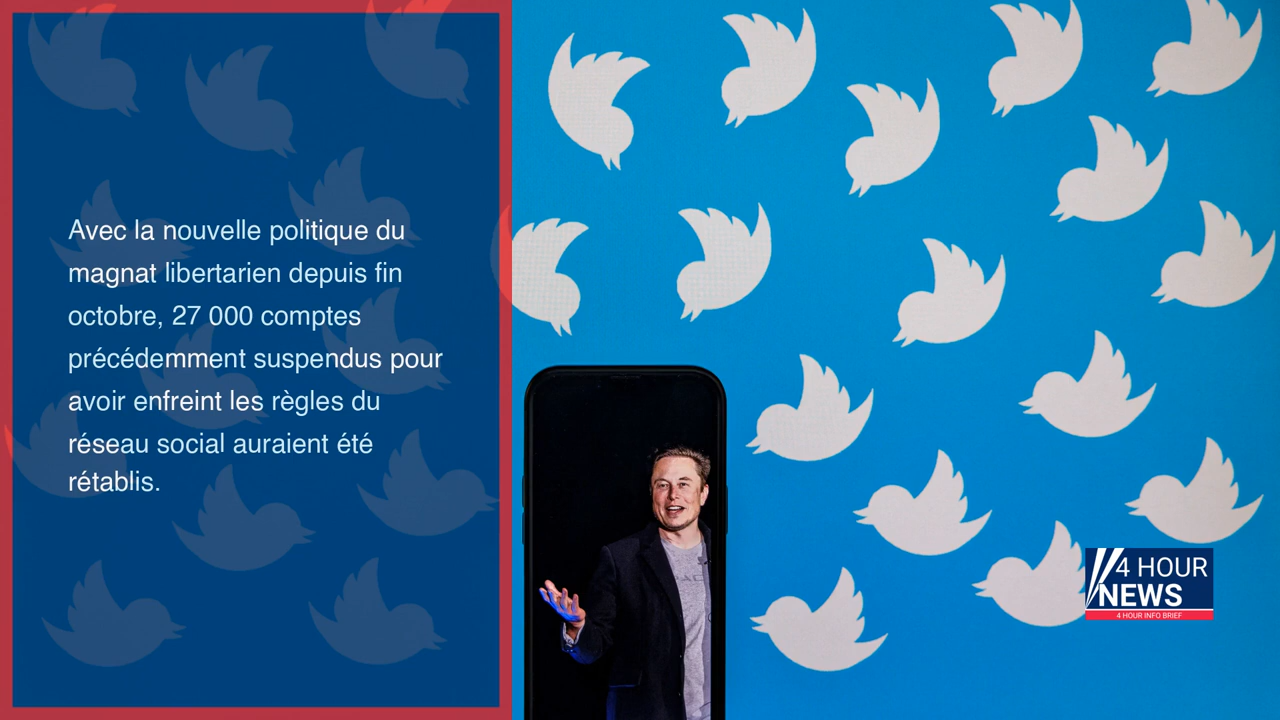 Avec la nouvelle politique du
magnat libertarien depuis fin
octobre, 27 000 comptes
précédemment suspendus pour
avoir enfreint les règles du
réseau social auraient été
rétablis.
4 HOUR
NEWS
4 HOUR INFO BRIEF